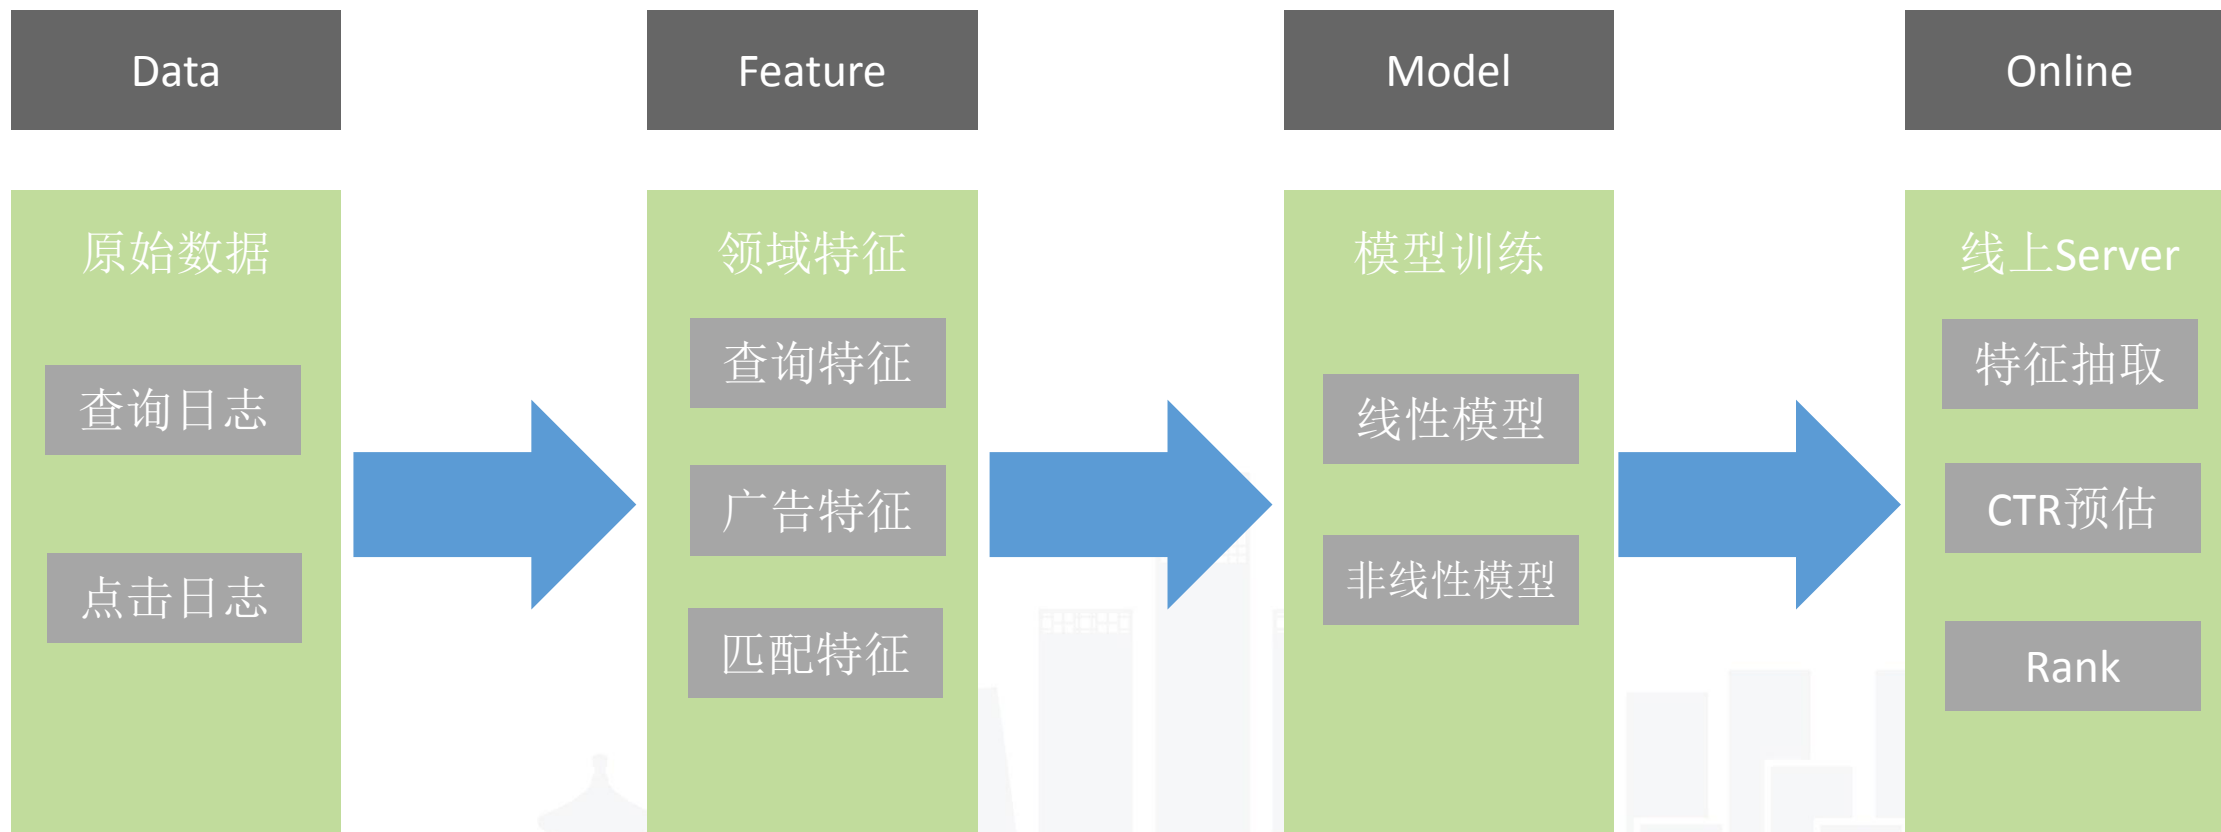 Data
Feature
Model
Online
原始数据
查询日志
点击日志
领域特征
查询特征
广告特征
匹配特征
模型训练
线性模型
非线性模型
线上Server
特征抽取
CTR预估
Rank